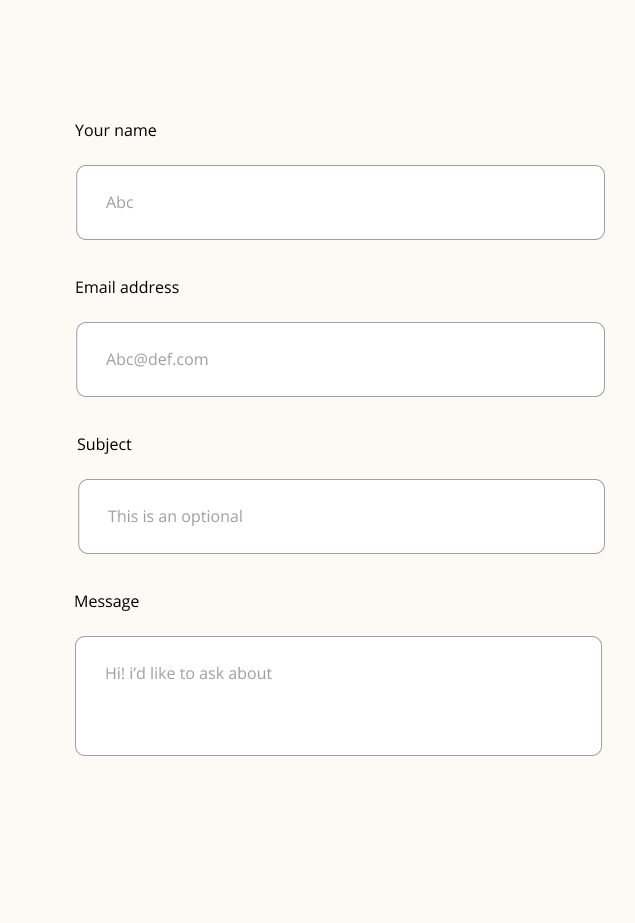 Your name
Abc
Email address
Abc@def.com
Subject
This is an optional
Message
Hi! i’d like to ask about